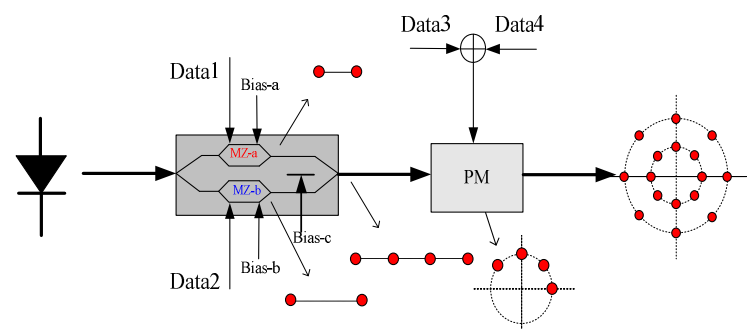 Data3
Data4
Data1
Bias-a
MZ-a
PM
MZ-b
Bias-c
Bias-b
Data2